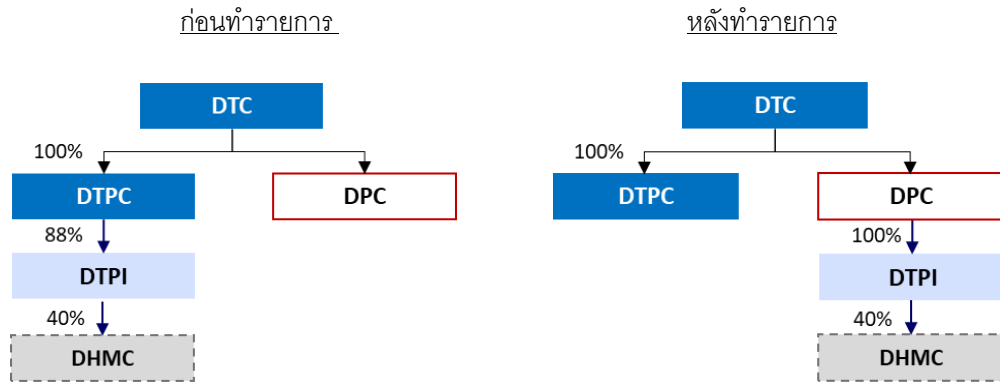 ก่อนทำรายการ
DTC
100%
DTPC
DPC
88%
DTPI
40%
DHMC
หลังทำรายการ
DTC
100%
DTPC
DPC
100%
DTPI
40%
DHMC